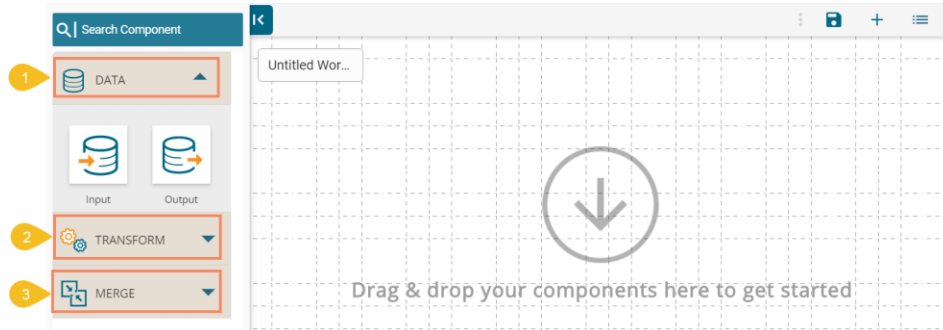 Search Component
Untitled Wor...
1
DATA
Input
Output
2
TRANSFORM
3
MERGE
Drag & drop your components here to get started